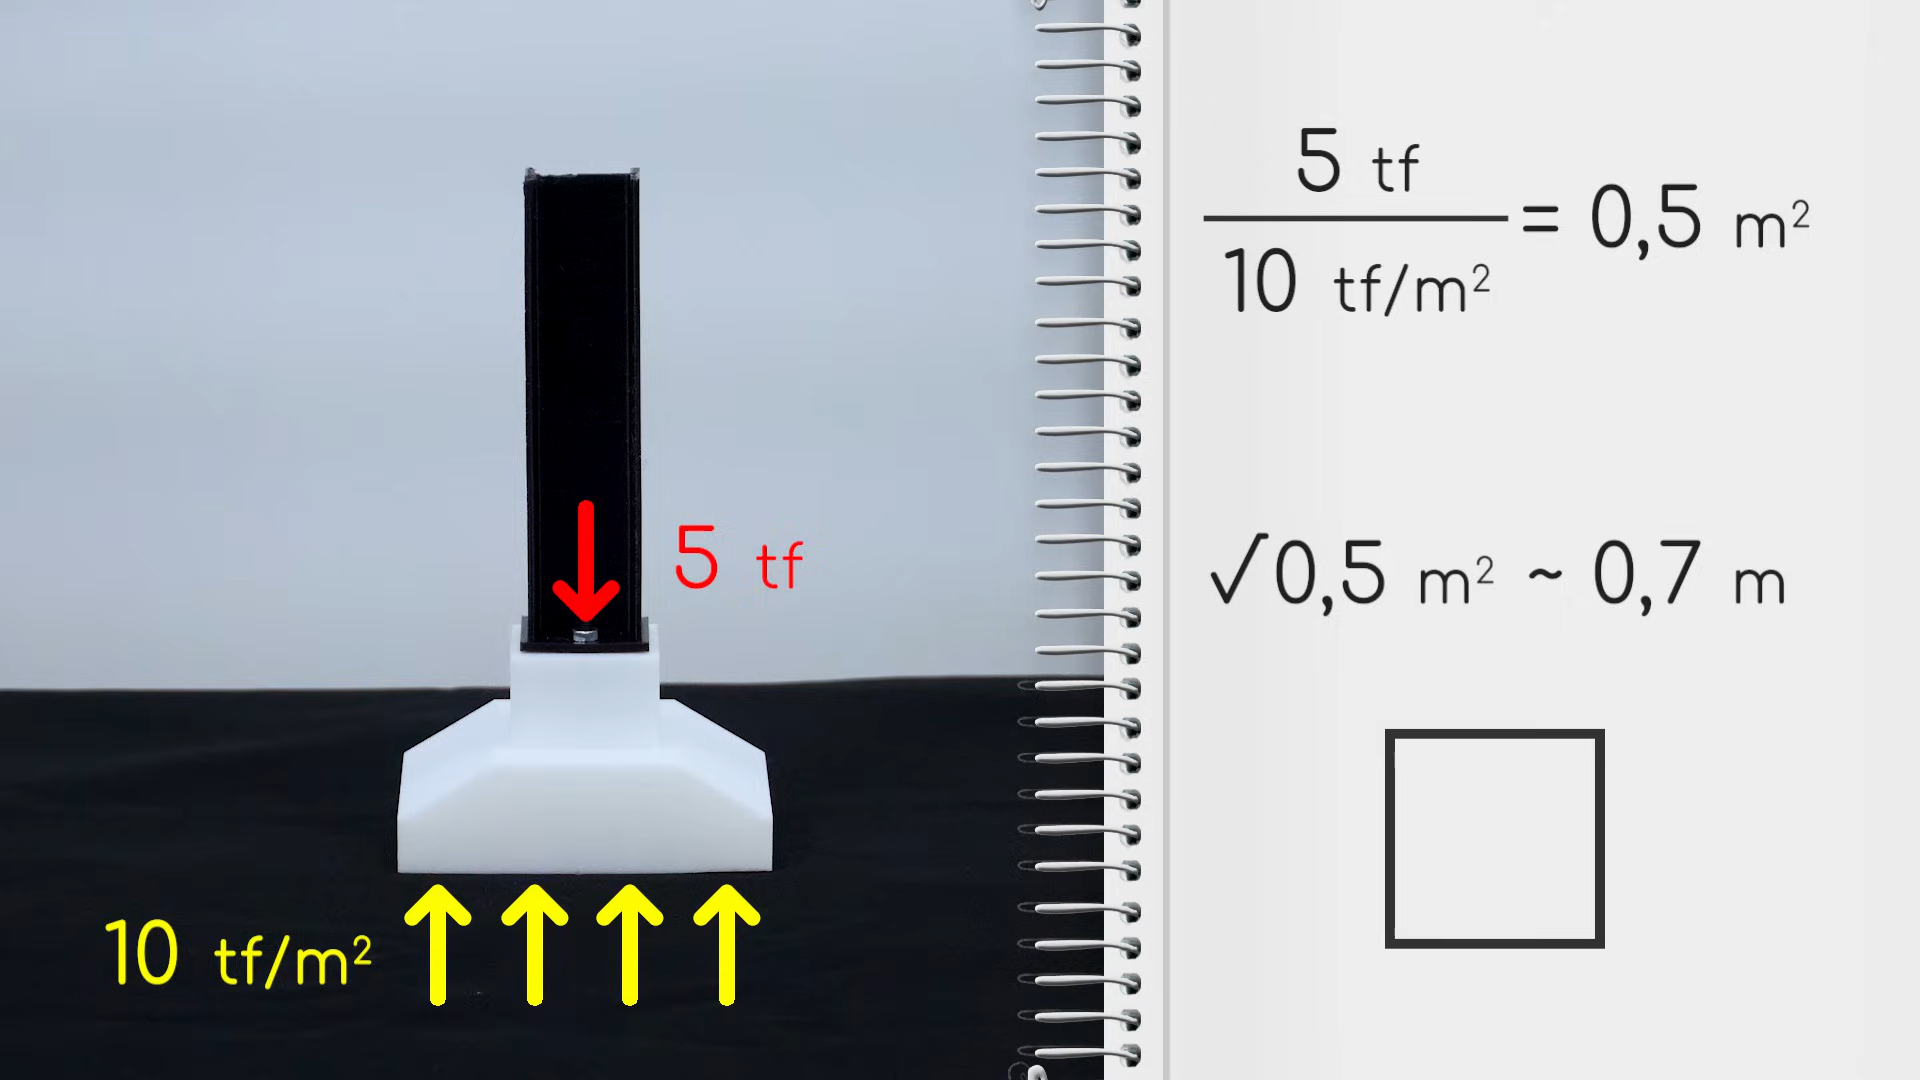 5 tf
10 tf/m²
5 tf
10 tf/m²
= 0,5 m²
√0,5 m² ~ 0,7 m